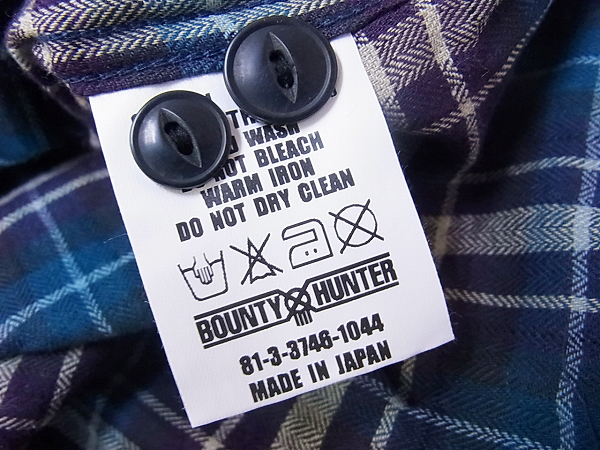 WASH
NOT BLEACH
WARM IRON
DO NOT DRY CLEAN
BOUNTY HUNTER
81-3-3746-1044
MADE IN JAPAN